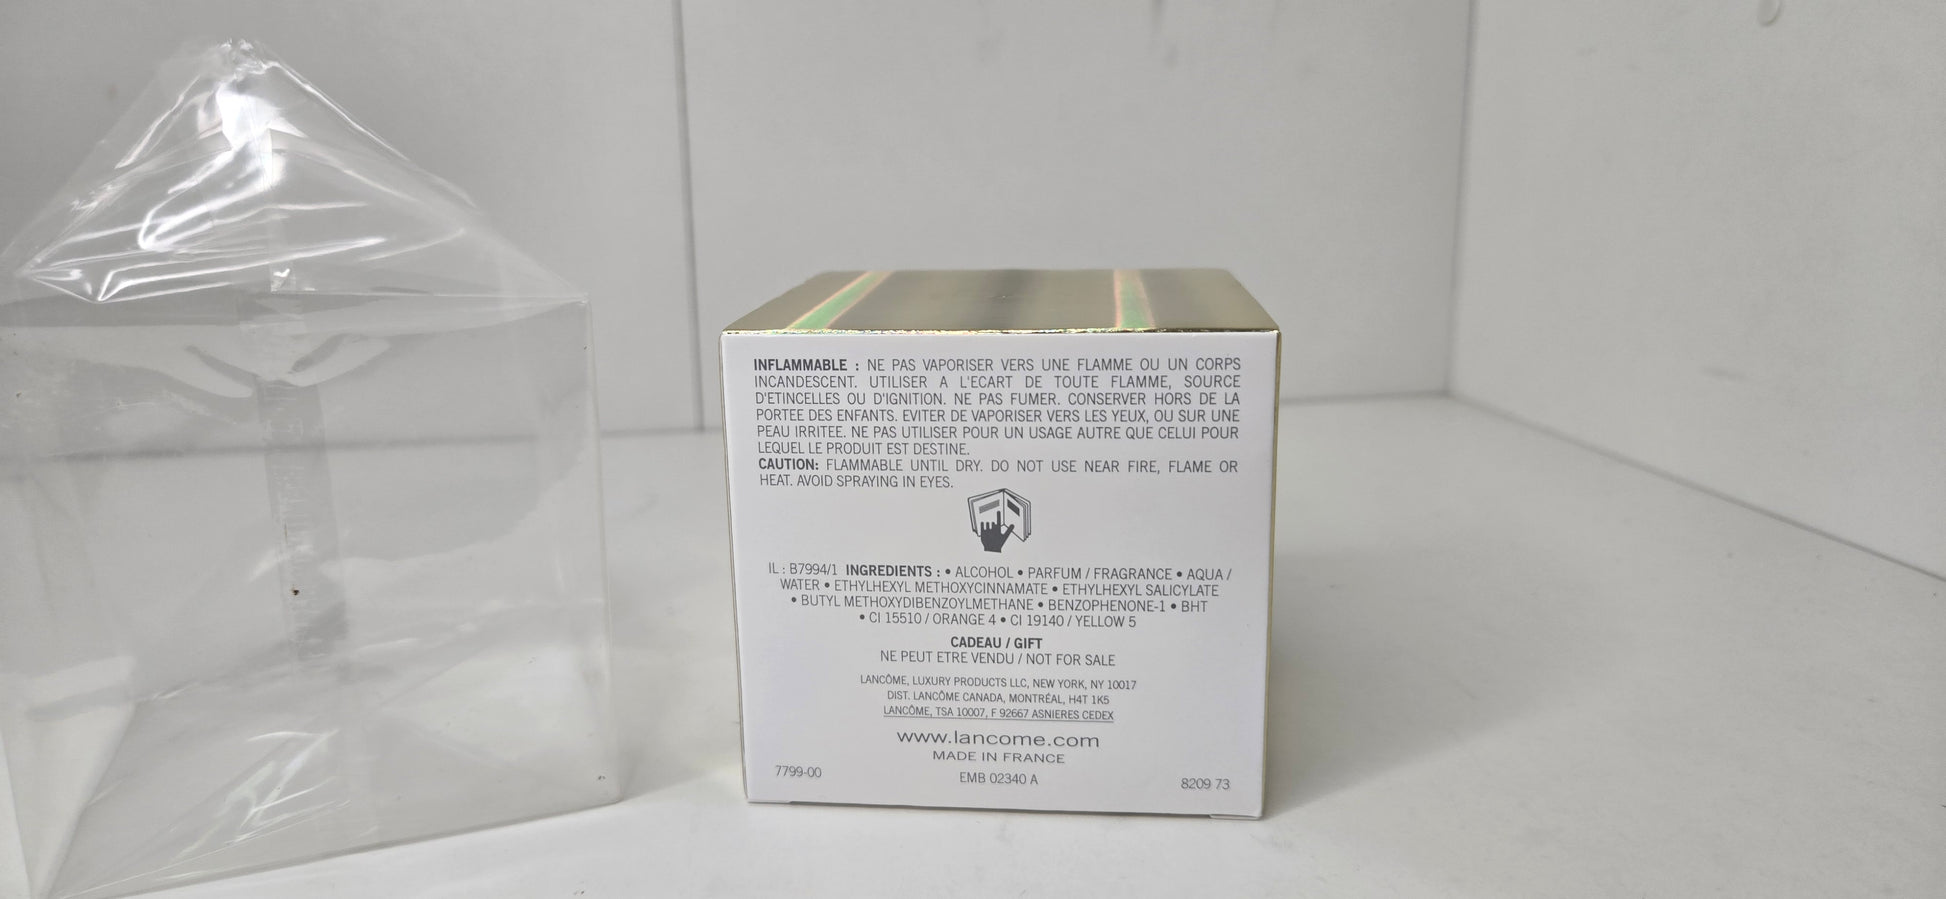 INFLAMMABLE : NE PAS VAPORISER VERS UNE FLAMME OU UN CORPS
INCANDESCENT. UTILISER A L'ECART DE TOUTE FLAMME, SOURCE
D'ETINCELLES OU D'IGNITION. NE PAS FUMER. CONSERVER HORS DE LA
PORTEE DES ENFANTS. EVITER DE VAPORISER VERS LES YEUX, OU SUR UNE
PEAU IRRITEE. NE PAS UTILISER POUR UN USAGE AUTRE QUE CELUI POUR
LEQUEL LE PRODUIT EST DESTINE.
CAUTION: FLAMMABLE UNTIL DRY. DO NOT USE NEAR FIRE, FLAME OR
HEAT. AVOID SPRAYING IN EYES.
IL : B7994/1 INGREDIENTS : • ALCOHOL • PARFUM / FRAGRANCE • AQUA /
WATER • ETHYLHEXYL METHOXYCINNAMATE • ETHYLHEXYL SALICYLATE
• BUTYL METHOXYDIBENZOYLMETHANE • BENZOPHENONE-1 • BHT
• CI 15510 / ORANGE 4 • CI 19140 / YELLOW 5
CADEAU / GIFT
NE PEUT ETRE VENDU / NOT FOR SALE
LANCÔME, LUXURY PRODUCTS LLC, NEW YORK, NY 10017
DIST. LANCÔME CANADA, MONTRÉAL, H4T 1K5
LANCÔME, TSA 10007, F 92667 ASNIERES CEDEX
www.lancome.com
MADE IN FRANCE
7799-00 EMB 02340 A 8209 73